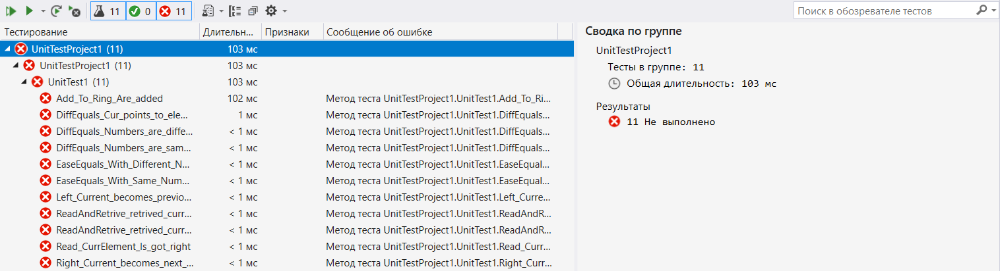 11 0 11 Поиск в обозревателе тестов
Тестирование Длительн... Признаки Сообщение об ошибке
UnitTestProject1 (11) 103 мс
UnitTestProject1 (11) 103 мс
UnitTest1 (11) 103 мс
Add_To_Ring_Are_added 102 мс Метод теста UnitTestProject1.UnitTest1.Add_To_Ri...
DiffEquals_Cur_points_to_ele... 1 мс Метод теста UnitTestProject1.UnitTest1.DiffEquals...
DiffEquals_Numbers_are_diffe... < 1 мс Метод теста UnitTestProject1.UnitTest1.DiffEquals...
DiffEquals_Numbers_are_sam... < 1 мс Метод теста UnitTestProject1.UnitTest1.DiffEquals...
EaseEquals_With_Different_N... < 1 мс Метод теста UnitTestProject1.UnitTest1.EaseEqual...
EaseEquals_With_Same_Num... < 1 мс Метод теста UnitTestProject1.UnitTest1.EaseEqual...
Left_Current_becomes_previo... < 1 мс Метод теста UnitTestProject1.UnitTest1.Left_Curre...
ReadAndRetrive_retrived_curr... < 1 мс Метод теста UnitTestProject1.UnitTest1.ReadAndR...
ReadAndRetrive_retrived_curr... < 1 мс Метод теста UnitTestProject1.UnitTest1.ReadAndR...
Read_CurrElement_Is_got_right < 1 мс Метод теста UnitTestProject1.UnitTest1.Read_Curr...
Right_Current_becomes_next_... < 1 мс Метод теста UnitTestProject1.UnitTest1.Right_Curr...
Сводка по группе
UnitTestProject1
Тесты в группе: 11
Общая длительность: 103 мс
Результаты
11 Не выполнено